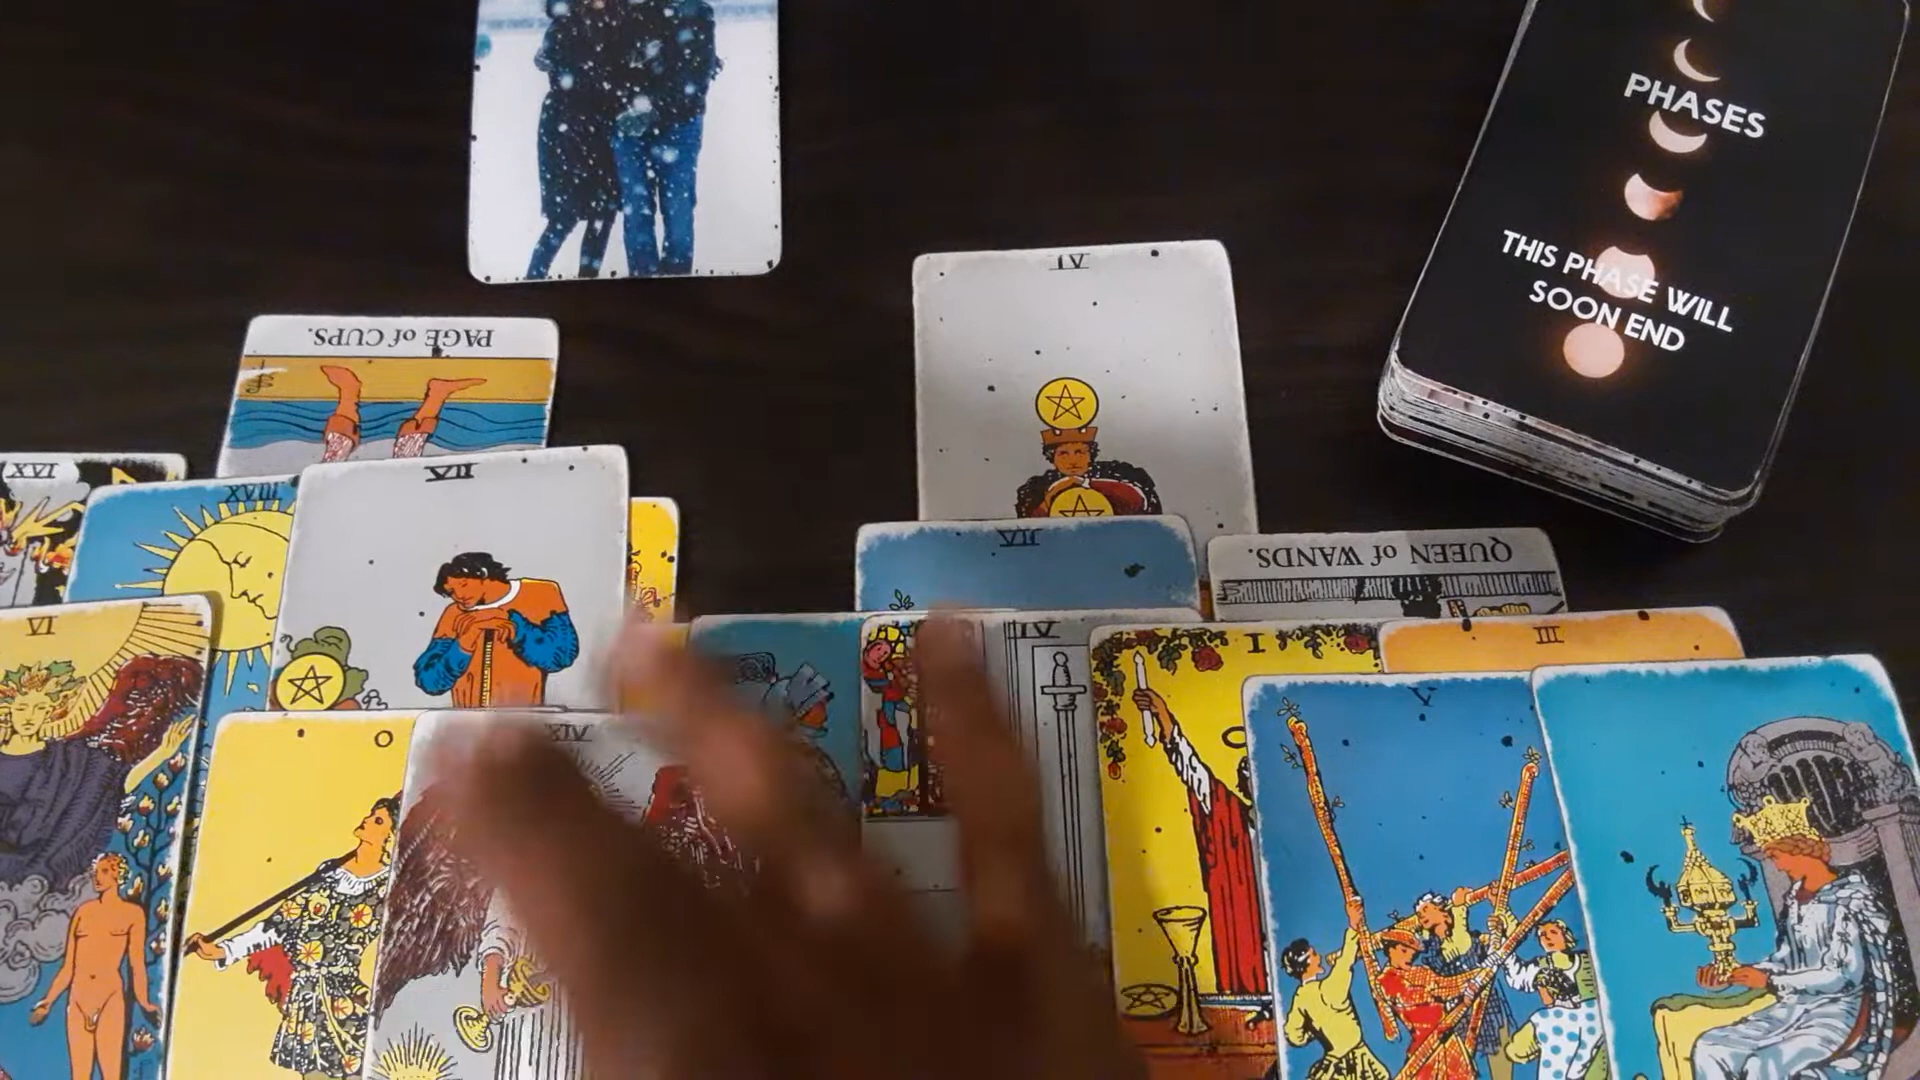 PHASES
THIS PHASE WILL
SOON END
IV
PAGE of CUPS.
XVI
XVIII
VII
VII
QUEEN of WANDS.
VI
IV
I
III
V
0
XIV